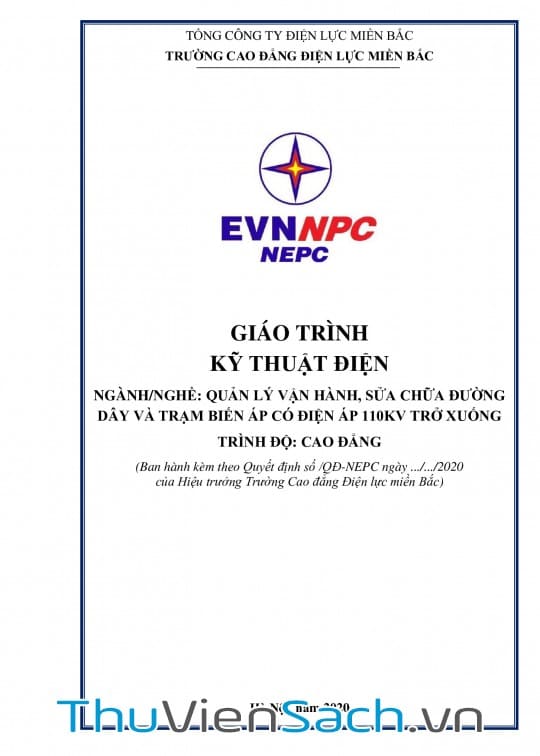 TỔNG CÔNG TY ĐIỆN LỰC MIỀN BẮC
TRƯỜNG CAO ĐẲNG ĐIỆN LỰC MIỀN BẮC
EVNNPC
NEPC
GIÁO TRÌNH
KỸ THUẬT ĐIỆN
NGÀNH/NGHỀ: QUẢN LÝ VẬN HÀNH, SỬA CHỮA ĐƯỜNG
DÂY VÀ TRẠM BIẾN ÁP CÓ ĐIỆN ÁP 110KV TRỞ XUỐNG
TRÌNH ĐỘ: CAO ĐẲNG
(Ban hành kèm theo Quyết định số /QĐ-NEPC ngày .../.../2020
của Hiệu trưởng Trường Cao đẳng Điện lực miền Bắc)
năm 2020
ThuVienSach.vn